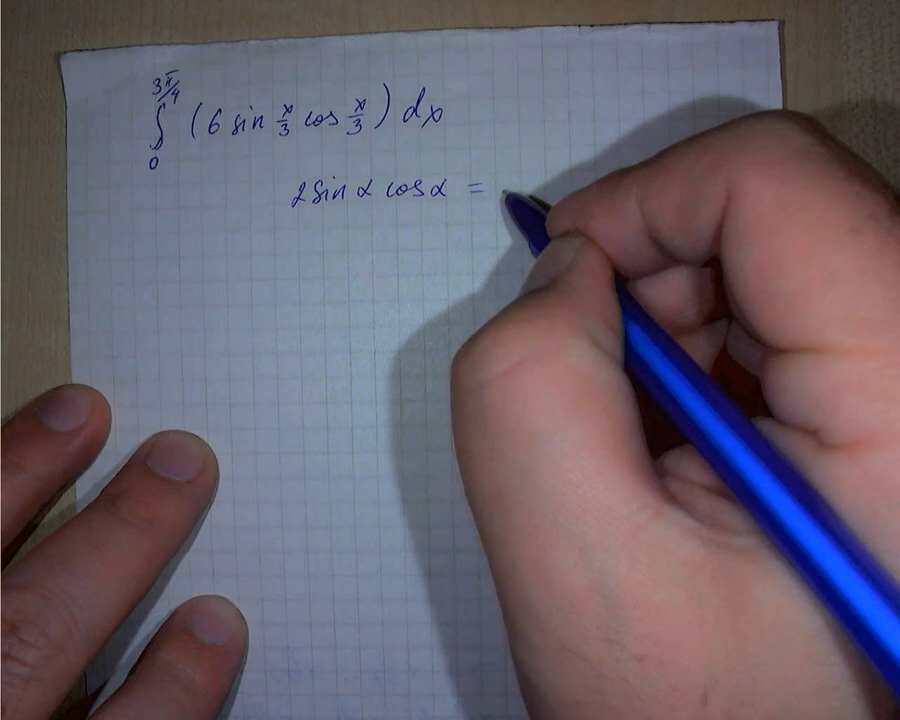 ∫₀^{3π/4} (6 sin x/3 cos x/3) dx
2 sin α cos α =